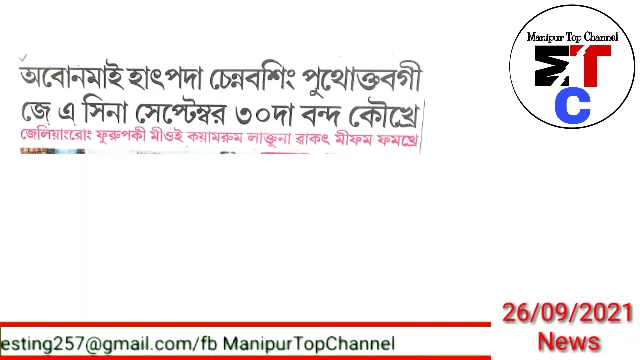 Manipur Top Channel
MTC
অবোনমাই হাৎপদা চেন্নবশিং পুথোক্তবগী
জে এ সিনা সেপ্টেম্বর ৩০দা বন্দ কৌখ্রে
জেলিয়াংরোং ফুরুপকী মীওই কয়ামরুম লাক্তুনা ৱাকৎ মীফম ফমখ্রে
26/09/2021
News
esting257@gmail.com/fb ManipurTopChannel